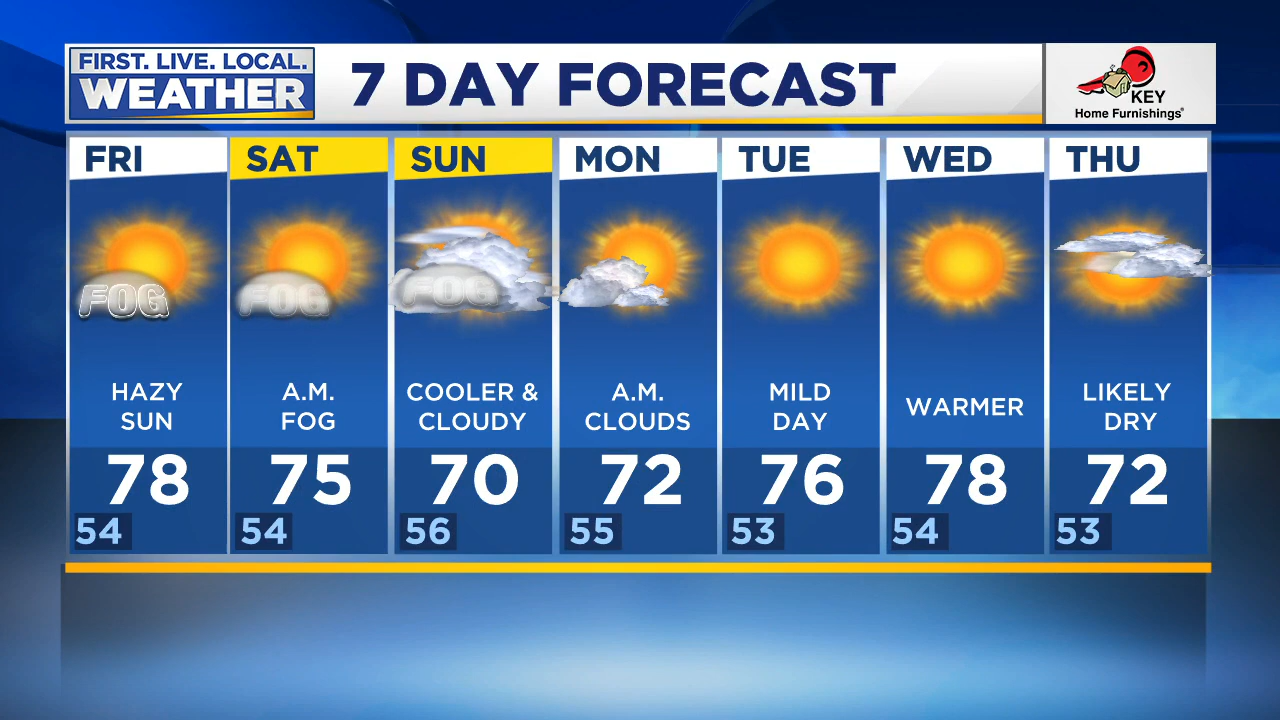 FIRST. LIVE. LOCAL.
WEATHER
7 DAY FORECAST
KEY
Home Furnishings®
FRI
SAT
SUN
MON
TUE
WED
THU
FOG
FOG
FOG
HAZY
SUN
A.M.
FOG
COOLER &
CLOUDY
A.M.
CLOUDS
MILD
DAY
WARMER
LIKELY
DRY
78
75
70
72
76
78
72
54
54
56
55
53
54
53